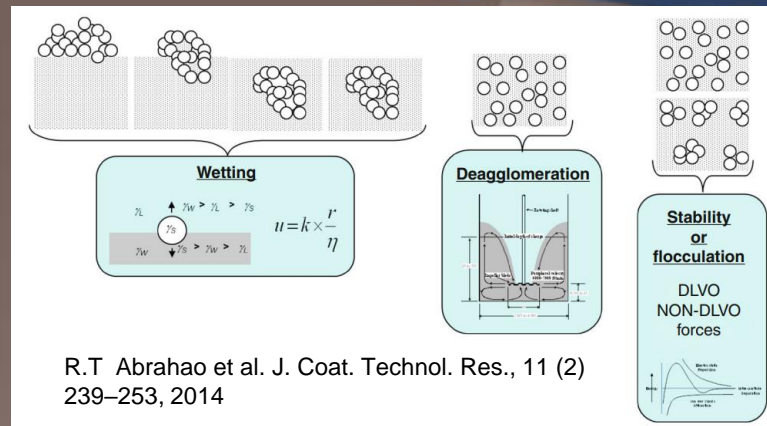 Wetting
γL
γW > γL > γS
γS
γW
γS > γW > γL
u = k × r/η
Deagglomeration
Stability
or
flocculation
DLVO
NON-DLVO
forces
R.T Abrahao et al. J. Coat. Technol. Res., 11 (2)
239–253, 2014